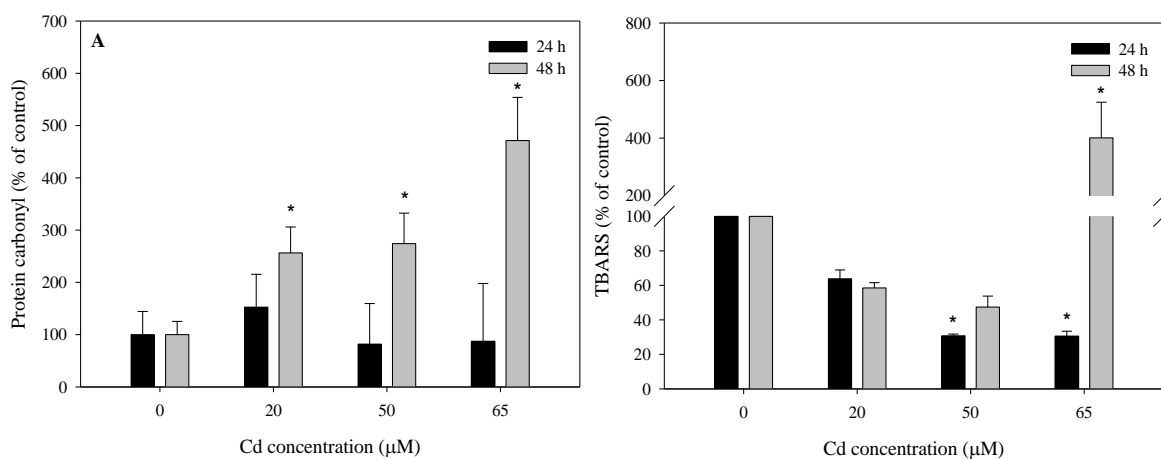 A
24 h
48 h
Protein carbonyl (% of control)
700
600
500
400
300
200
100
0
*
*
*
0 20 50 65
Cd concentration (μM)
24 h
48 h
TBARS (% of control)
800
600
400
200
100
80
60
40
20
0
*
*
*
0 20 50 65
Cd concentration (μM)